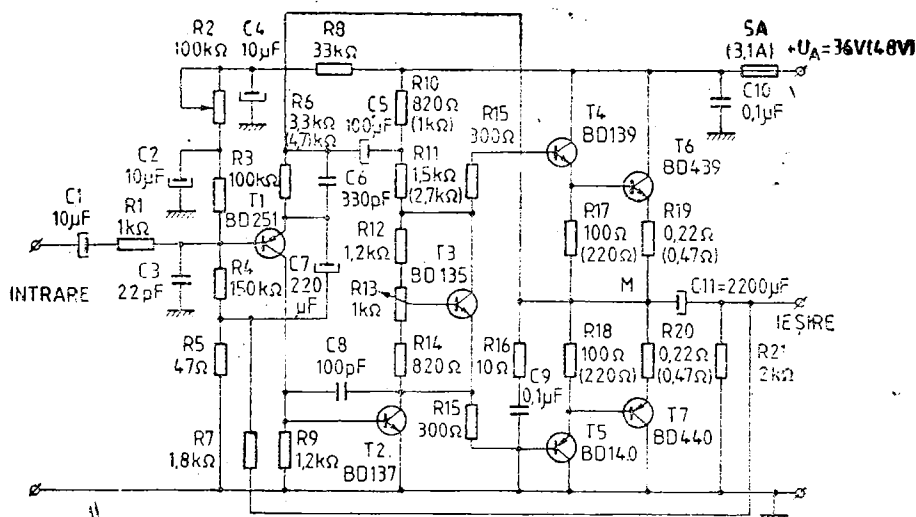 R2
100kΩ
C4
10µF
R8
33kΩ
5A
(3,1A)
+UA=36V(48V)
R6
3,3kΩ
(4,7)kΩ
C5
100µF
R10
820Ω
(1kΩ)
R15
300Ω
T4
BD139
C10
0,1µF
T6
BD439
C2
10µF
R3
100kΩ
C6
330pF
R11
1,5kΩ
(2,7kΩ)
C1
10µF
R1
1kΩ
T1
BD251
R12
1,2kΩ
T3
BD135
R17
100Ω
(220Ω)
R19
0,22Ω
(0,47Ω)
INTRARE
C3
22pF
R4
150kΩ
C7
220
µF
R13
1kΩ
M
C11=2200µF
IEŞIRE
R5
47Ω
C8
100pF
R14
820Ω
R16
10Ω
R18
100Ω
(220Ω)
R20
0,22Ω
(0,47Ω)
R21
2kΩ
C9
0,1µF
R7
1,8kΩ
R9
1,2kΩ
T2
BD137
R15
300Ω
T5
BD140
T7
BD440